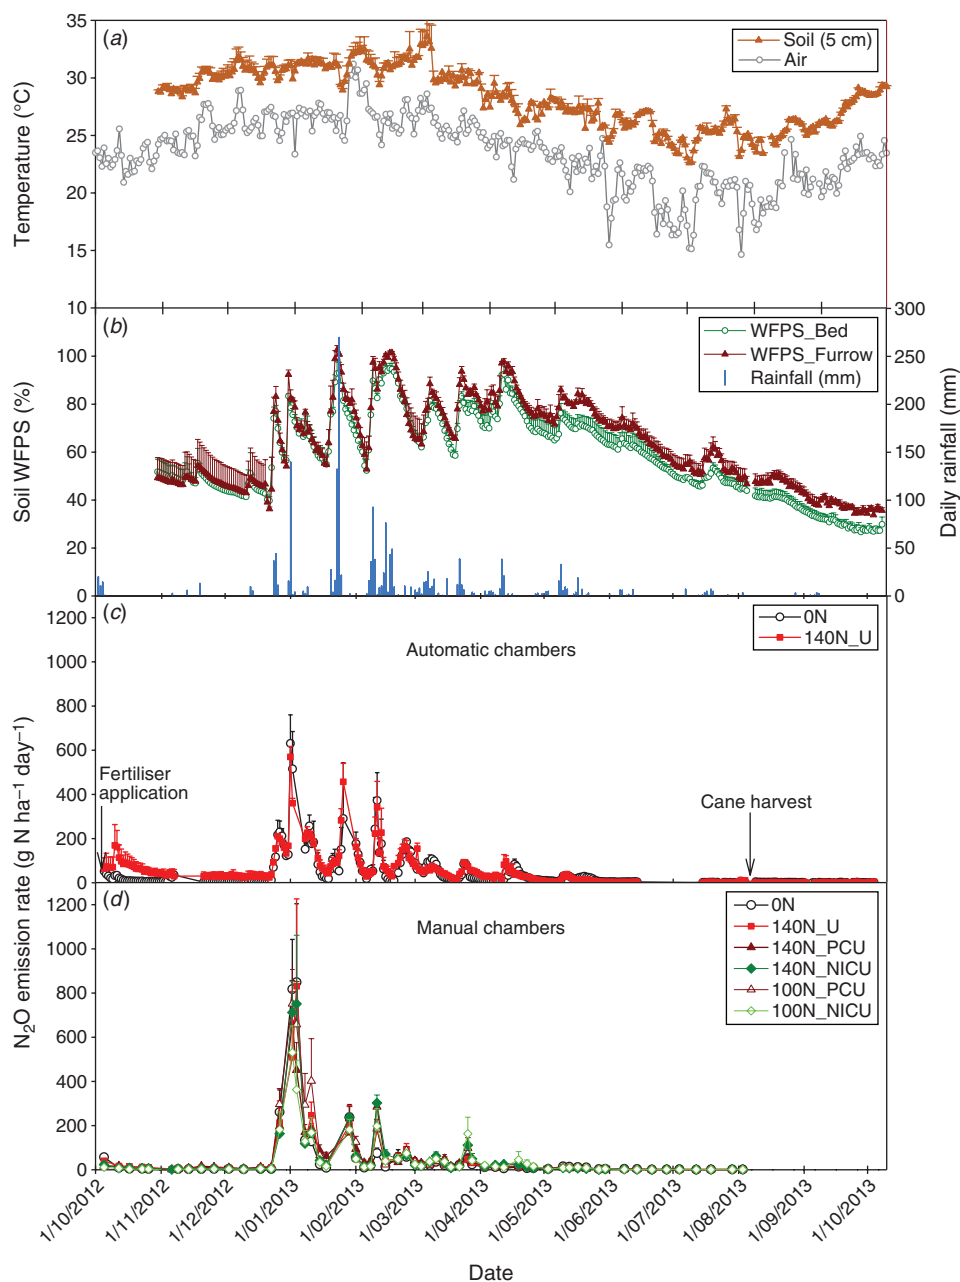 (a)
Soil (5 cm)
Air
Temperature (°C)
35
30
25
20
15
10
(b)
WFPS_Bed
WFPS_Furrow
Rainfall (mm)
Soil WFPS (%)
100
80
60
40
20
0
Daily rainfall (mm)
300
250
200
150
100
50
0
(c)
0N
140N_U
Automatic chambers
Fertiliser
application
Cane harvest
1200
1000
800
600
400
200
0
N₂O emission rate (g N ha⁻¹ day⁻¹)
(d)
Manual chambers
0N
140N_U
140N_PCU
140N_NICU
100N_PCU
100N_NICU
1200
1000
800
600
400
200
0
1/10/2012
1/11/2012
1/12/2012
1/01/2013
1/02/2013
1/03/2013
1/04/2013
1/05/2013
1/06/2013
1/07/2013
1/08/2013
1/09/2013
1/10/2013
Date